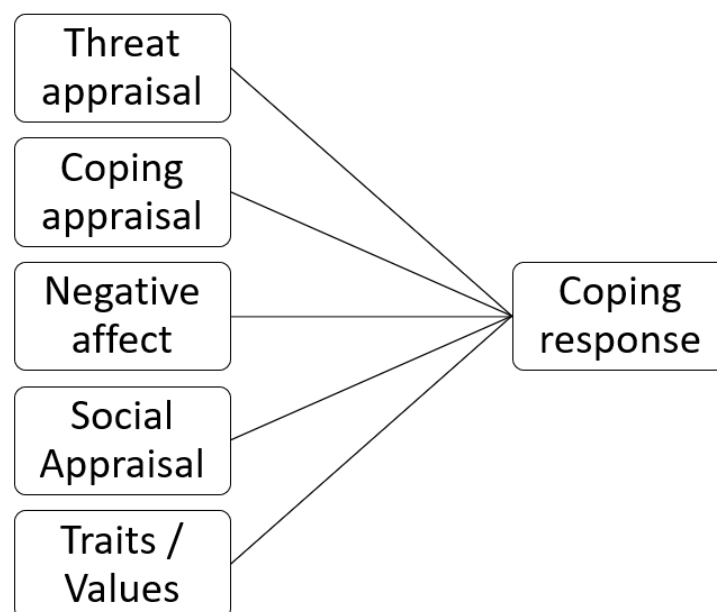 Threat
appraisal
Coping
appraisal
Negative
affect
Social
Appraisal
Traits /
Values
Coping
response